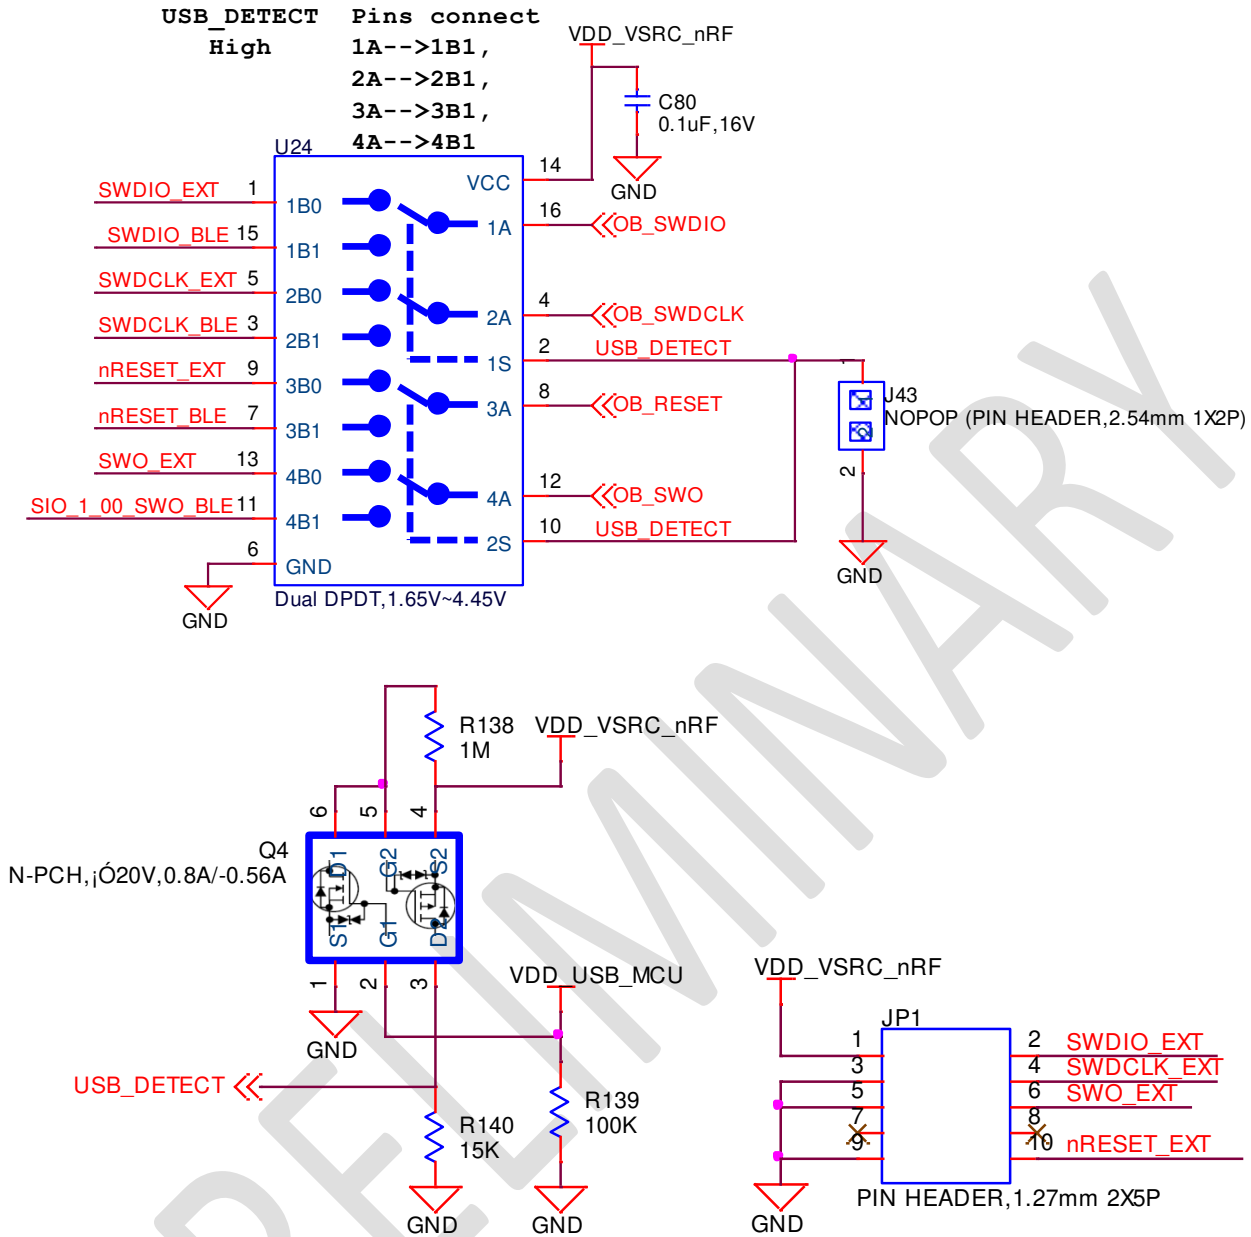 USB_DETECT Pins connect
High 1A-->1B1,
2A-->2B1,
3A-->3B1,
4A-->4B1
VDD_VSRC_nRF
C80
0.1uF,16V
GND
U24
SWDIO_EXT 1 1B0
SWDIO_BLE 15 1B1
SWDCLK_EXT 5 2B0
SWDCLK_BLE 3 2B1
nRESET_EXT 9 3B0
nRESET_BLE 7 3B1
SWO_EXT 13 4B0
SIO_1_00_SWO_BLE 11 4B1
6 GND
GND
VCC 14
1A 16 OB_SWDIO
2A 4 OB_SWDCLK
1S 2 USB_DETECT
3A 8 OB_RESET
4A 12 OB_SWO
2S 10 USB_DETECT
Dual DPDT,1.65V~4.45V
1
J43
NOPOP (PIN HEADER,2.54mm 1X2P)
1
2
2
GND
R138
1M
VDD_VSRC_nRF
6 5 4
Q4
N-PCH,¡Ó20V,0.8A/-0.56A
D1 G2 S2
S1 G1 D2
1 2 3
GND
VDD_USB_MCU
USB_DETECT
R140
15K
GND
R139
100K
GND
VDD_VSRC_nRF
JP1
1 2 SWDIO_EXT
3 4 SWDCLK_EXT
5 6 SWO_EXT
7 8
9 10 nRESET_EXT
PIN HEADER,1.27mm 2X5P
GND
PRELIMINARY